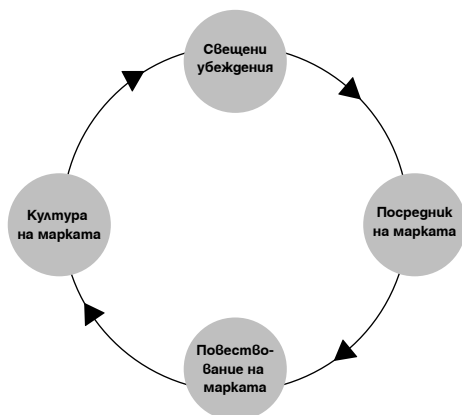 Свещени
убеждения
Посредник
на марката
Повество-
вание на
марката
Култура
на марката